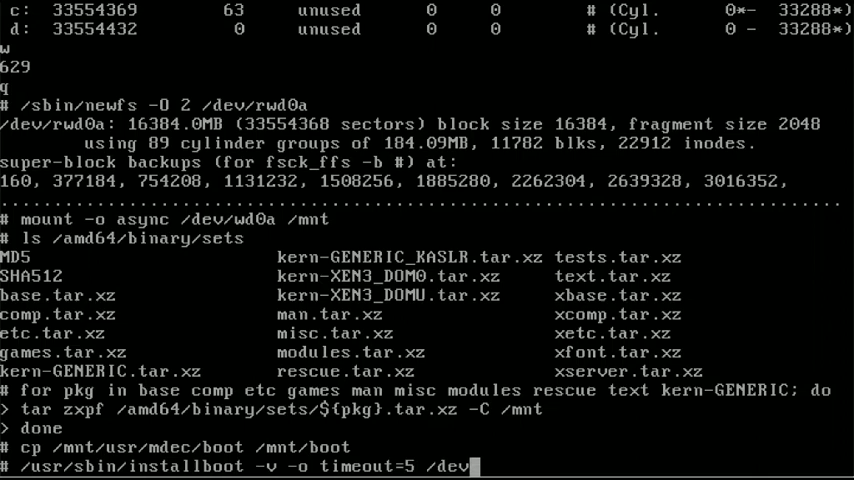 c:  33554369        63     unused      0     0        # (Cyl.     0*-  33288*)
d:  33554432         0     unused      0     0        # (Cyl.     0 -  33288*)
w
629
q
# /sbin/newfs -O 2 /dev/rwd0a
/dev/rwd0a: 16384.0MB (33554368 sectors) block size 16384, fragment size 2048
        using 89 cylinder groups of 184.09MB, 11782 blks, 22912 inodes.
super-block backups (for fsck_ffs -b #) at:
160, 377184, 754208, 1131232, 1508256, 1885280, 2262304, 2639328, 3016352,
...............................................................................
# mount -o async /dev/wd0a /mnt
# ls /amd64/binary/sets
MD5                       kern-GENERIC_KASLR.tar.xz tests.tar.xz
SHA512                    kern-XEN3_DOM0.tar.xz     text.tar.xz
base.tar.xz               kern-XEN3_DOMU.tar.xz     xbase.tar.xz
comp.tar.xz               man.tar.xz                xcomp.tar.xz
etc.tar.xz                misc.tar.xz               xetc.tar.xz
games.tar.xz              modules.tar.xz            xfont.tar.xz
kern-GENERIC.tar.xz       rescue.tar.xz             xserver.tar.xz
# for pkg in base comp etc games man misc modules rescue text kern-GENERIC; do
> tar zxpf /amd64/binary/sets/${pkg}.tar.xz -C /mnt
> done
# cp /mnt/usr/mdec/boot /mnt/boot
# /usr/sbin/installboot -v -o timeout=5 /dev